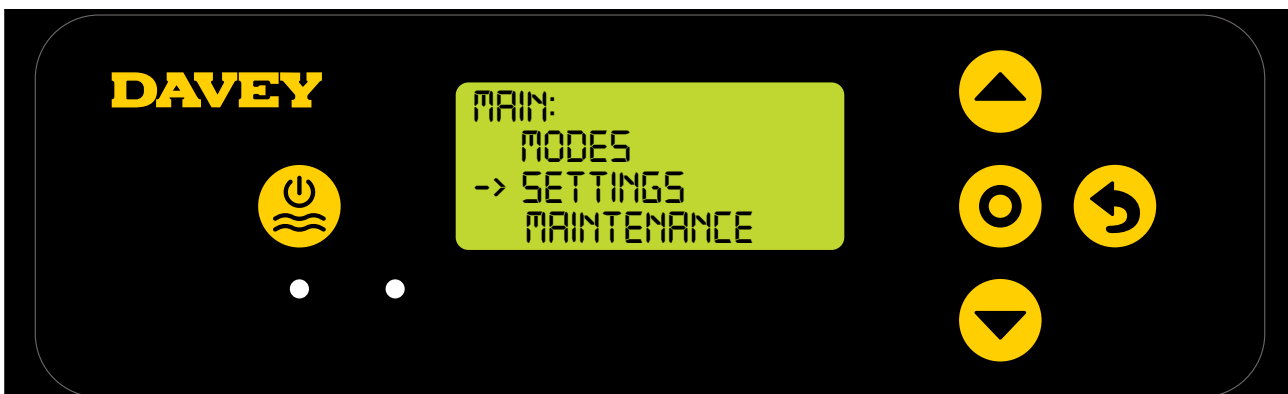 DAVEY
MAIN:
MODES
-> SETTINGS
MAINTENANCE